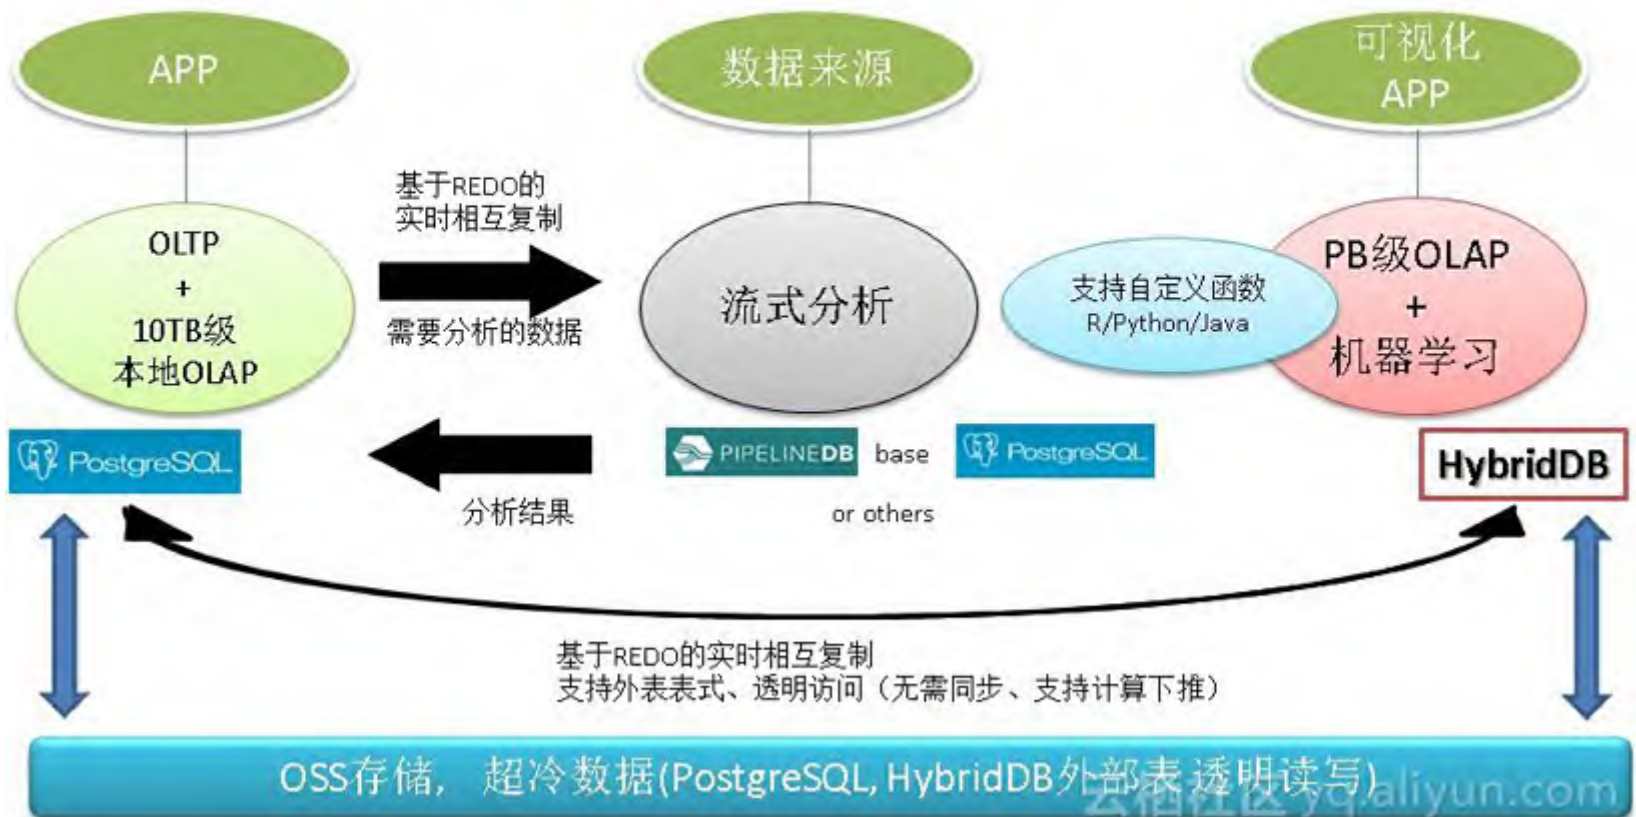 APP
数据来源
可视化
APP
基于REDO的
实时相互复制
OLTP
+
10TB级
本地OLAP
需要分析的数据
流式分析
支持自定义函数
R/Python/Java
PB级OLAP
+
机器学习
PostgreSQL
分析结果
PIPELINEDB base PostgreSQL
or others
HybridDB
基于REDO的实时相互复制
支持外表表式、透明访问（无需同步、支持计算下推）
OSS存储， 超冷数据(PostgreSQL, HybridDB外部表 透明读写)
云栖社区 yq.aliyun.com